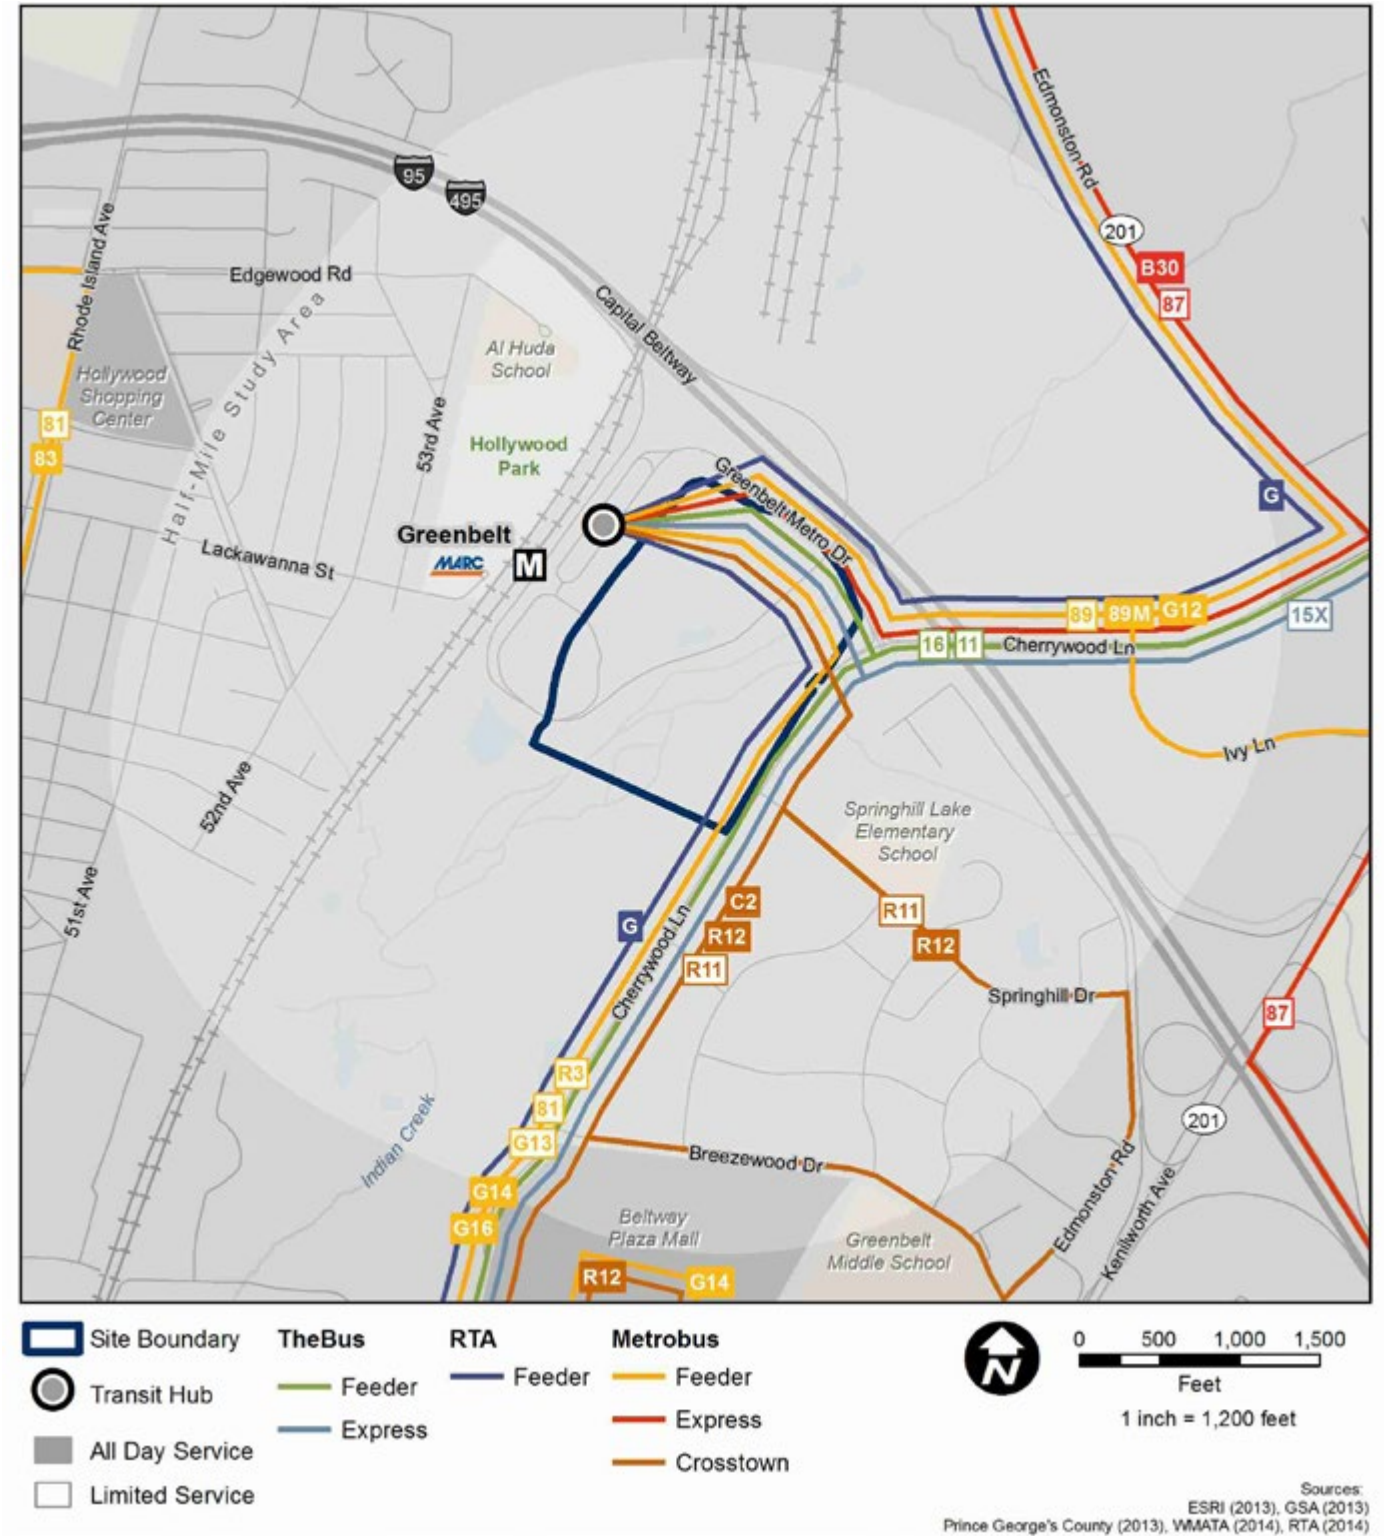 Edmonston Rd
95
495
201
Rhode Island Ave
Edgewood Rd
B30
87
Capital Beltway
Half-Mile Study Area
Al Huda
School
Hollywood
Shopping
Center
53rd Ave
81
83
Hollywood
Park
Greenbelt Metro Dr
G
Greenbelt
MARC
M
Lackawanna St
89
89M
G12
15X
16
11
Cherrywood Ln
Ivy Ln
52nd Ave
Springhill Lake
Elementary
School
51st Ave
C2
R11
G
R12
R12
R11
Cherrywood Ln
Springhill Dr
87
R3
81
201
G13
Indian Creek
Breezewood Dr
Edmonston Rd
Kenilworth Ave
G14
G16
Beltway
Plaza Mall
Greenbelt
Middle School
R12
G14
Site Boundary
Transit Hub
All Day Service
Limited Service
TheBus
Feeder
Express
RTA
Feeder
Metrobus
Feeder
Express
Crosstown
N
0 500 1,000 1,500
Feet
1 inch = 1,200 feet
Sources:
ESRI (2013), GSA (2013)
Prince George's County (2013), WMATA (2014), RTA (2014)